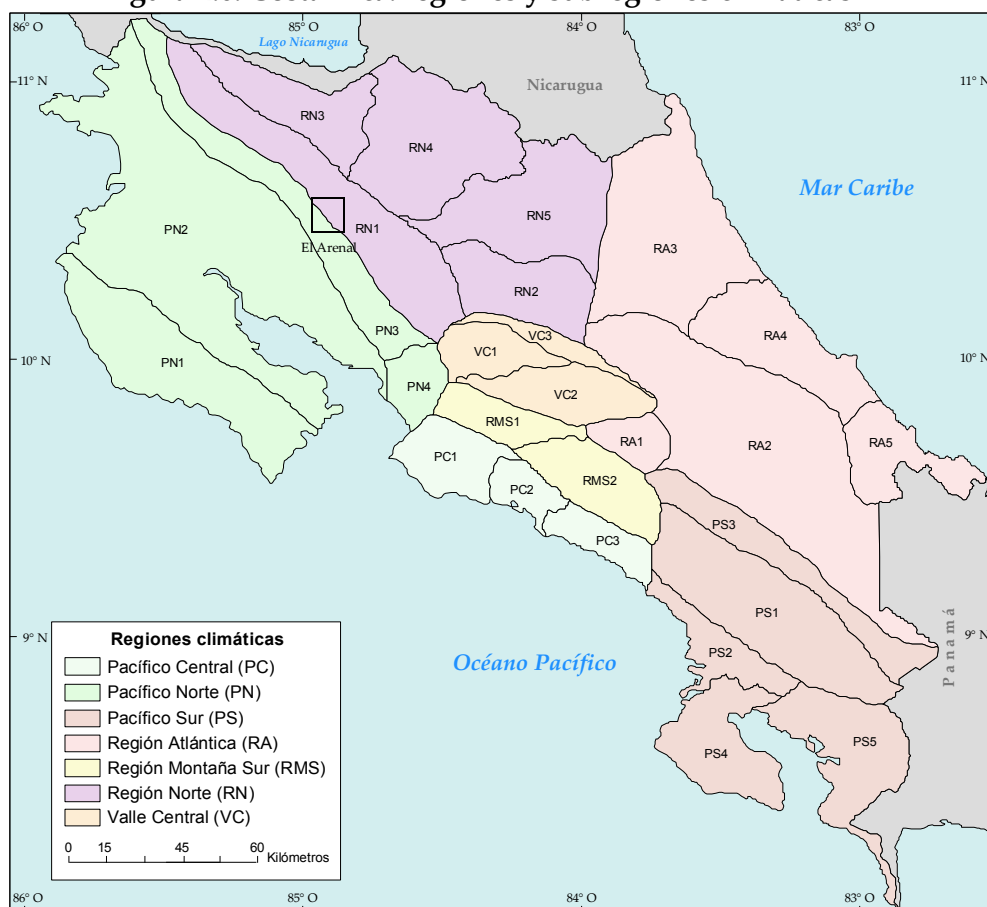 86° O
85° O
84° O
83° O
Lago Nicarugua
11° N
11° N
Nicarugua
RN3
RN4
Mar Caribe
RN5
PN2
RN1
El Arenal
RA3
RN2
PN3
VC3
RA4
10° N
10° N
PN1
VC1
PN4
VC2
RMS1
RA1
RA2
RA5
PC1
RMS2
PC2
PS3
PC3
PS1
9° N
9° N
Panamá
Océano Pacífico
PS2
PS4
PS5
Regiones climáticas
Pacífico Central (PC)
Pacífico Norte (PN)
Pacífico Sur (PS)
Región Atlántica (RA)
Región Montaña Sur (RMS)
Región Norte (RN)
Valle Central (VC)
0 15 45 60
Kilómetros
86° O
85° O
84° O
83° O